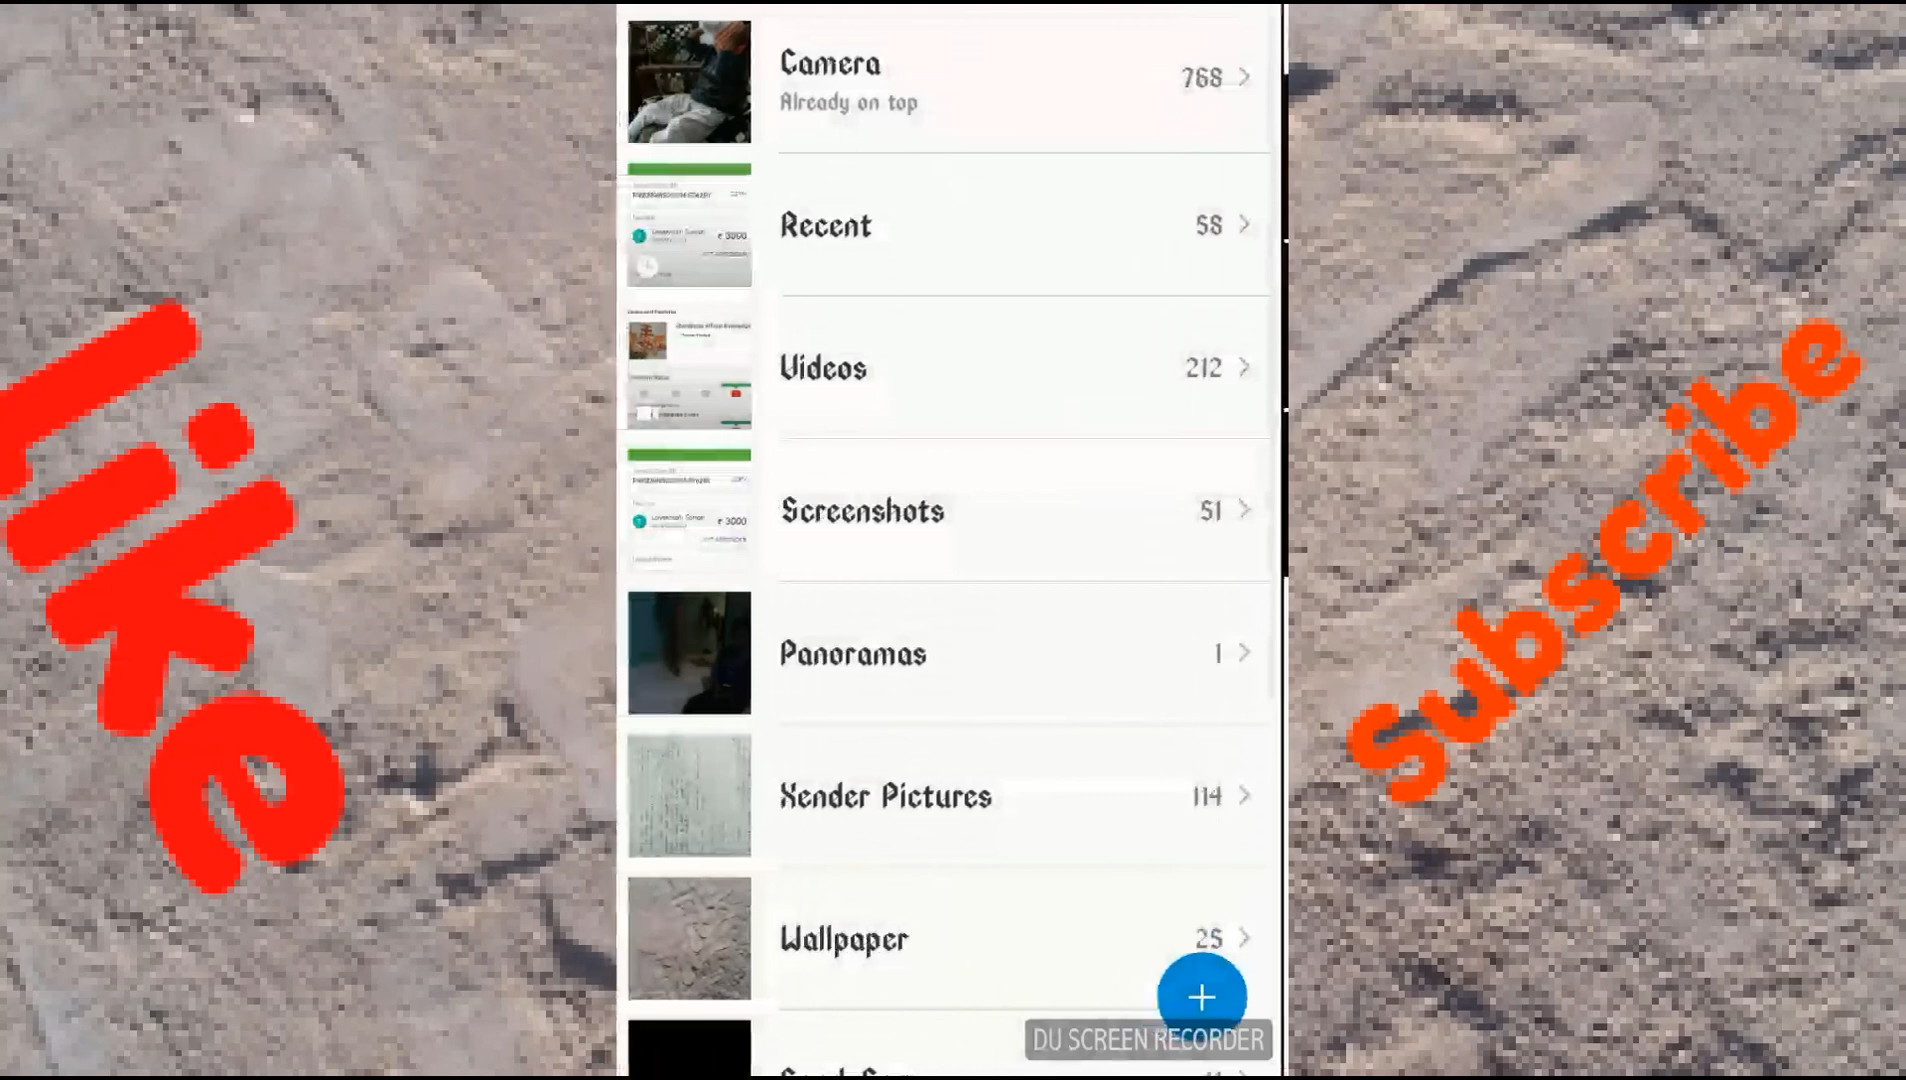 Camera
768
Already on top
Recent
58
Videos
212
Screenshots
51
₹ 3000
Panoramas
1
Xender Pictures
114
Wallpaper
25
DU SCREEN RECORDER
like
Subscribe